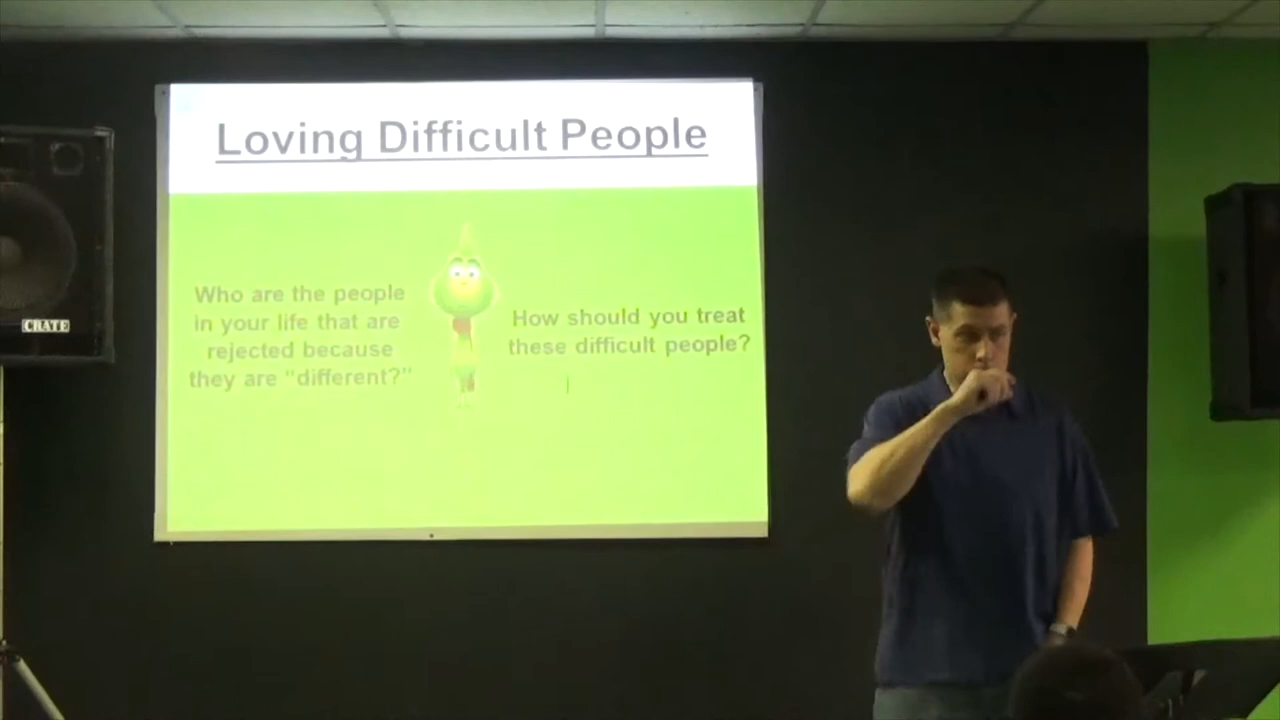 Loving Difficult People
Who are the people
in your life that are
rejected because
they are “different?”
How should you treat
these difficult people?
CRATE